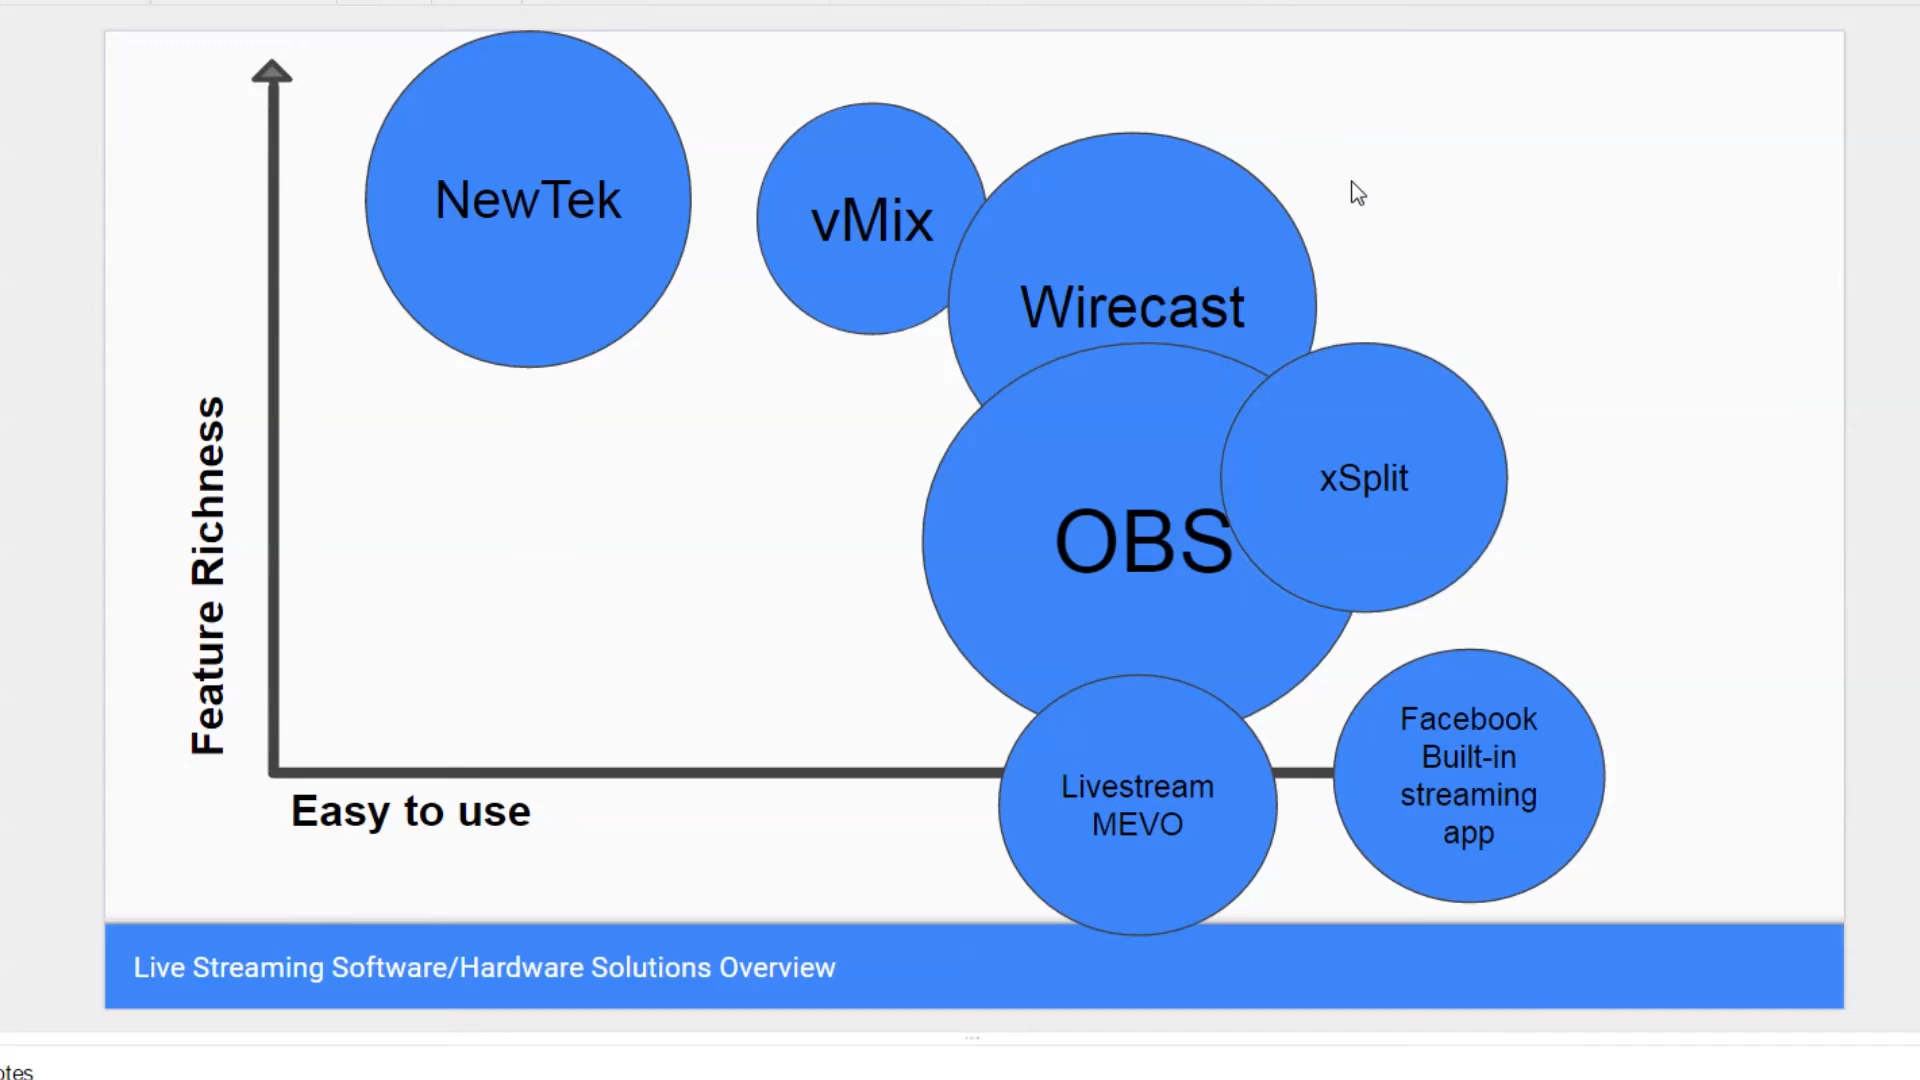 NewTek
vMix
Wirecast
xSplit
OBS
Feature Richness
Facebook
Built-in
streaming
app
Livestream
MEVO
Easy to use
Live Streaming Software/Hardware Solutions Overview
otes